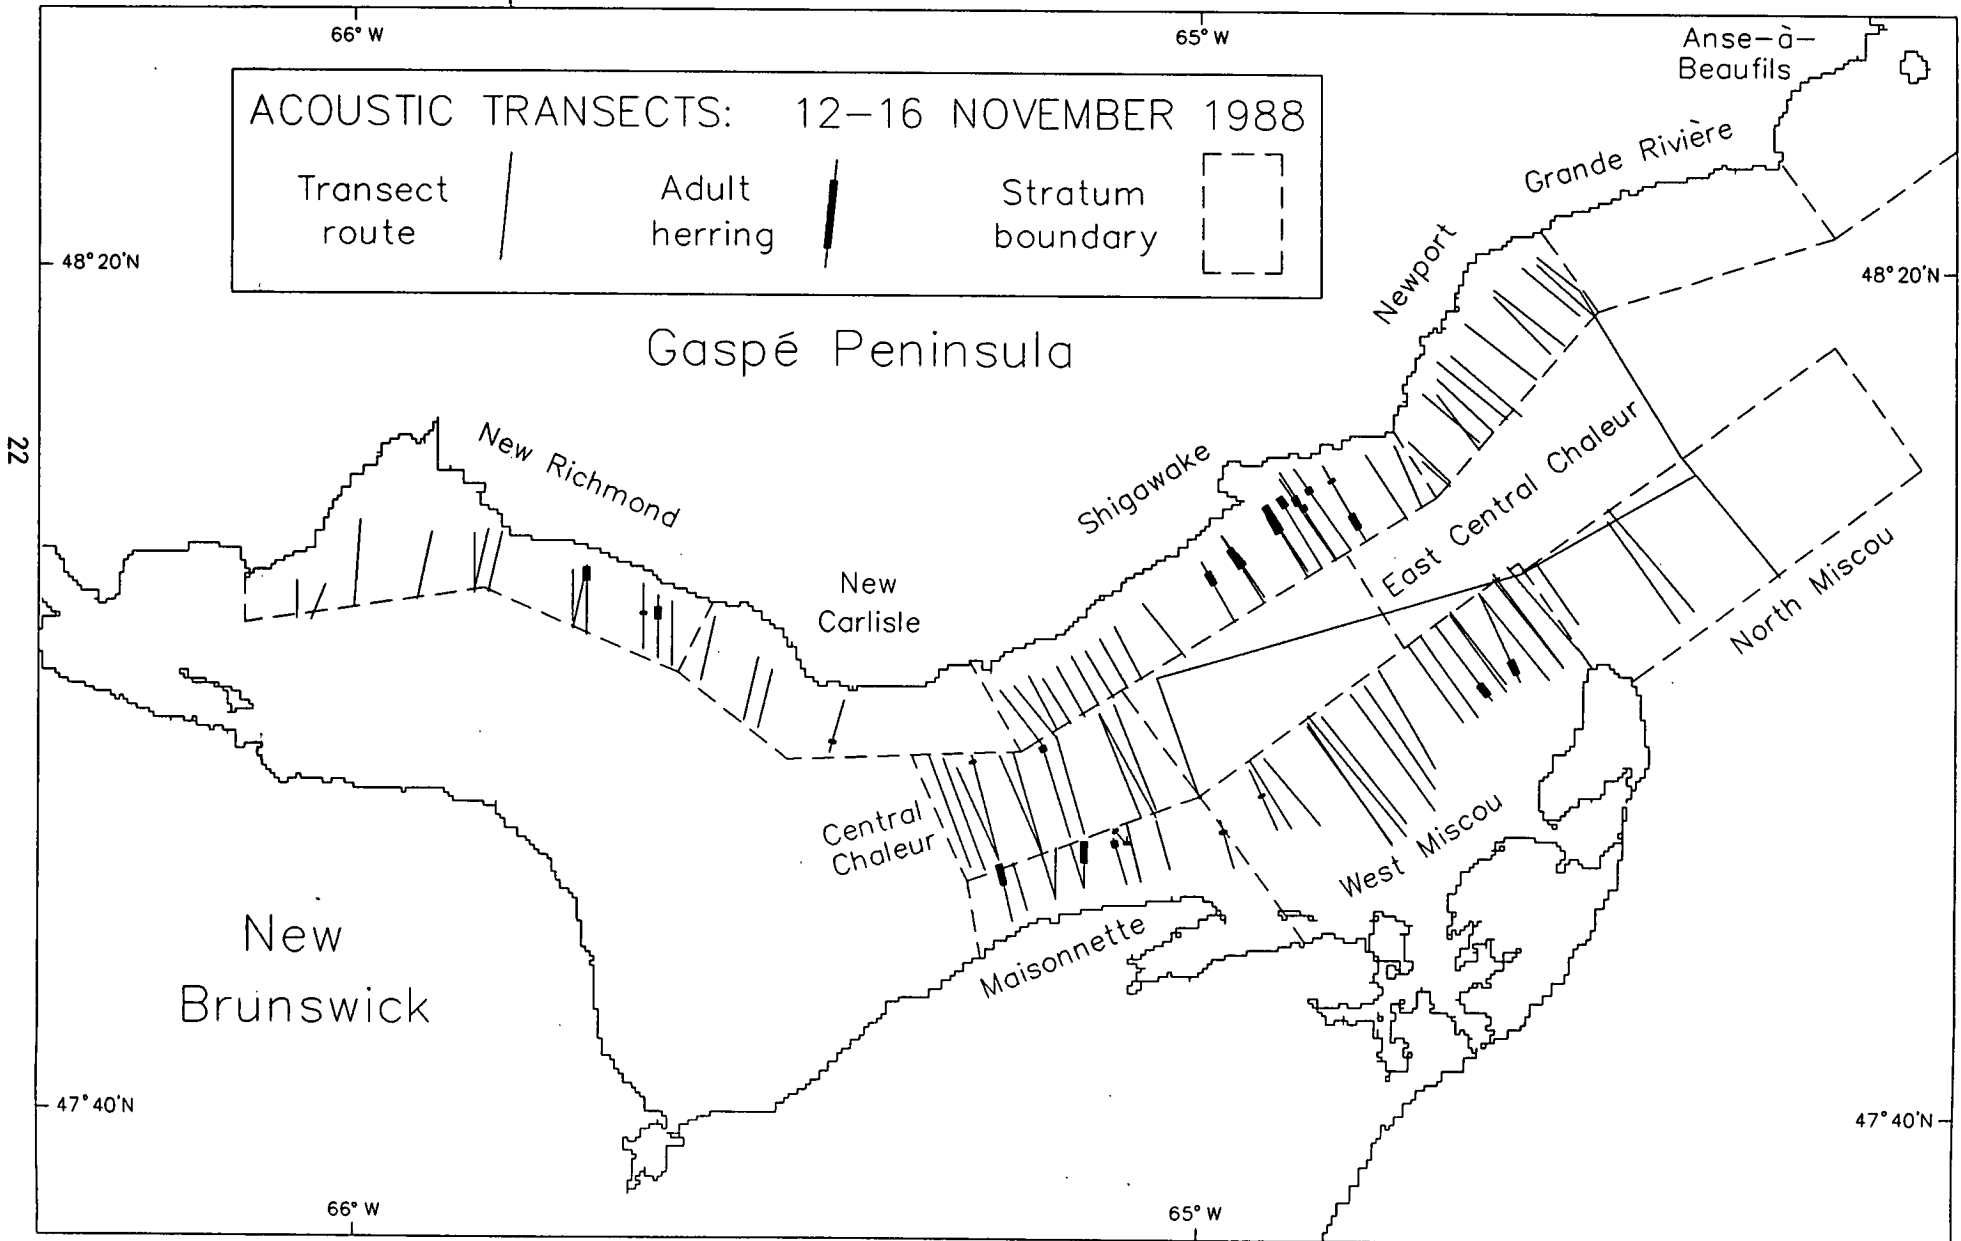 66° W
65° W
Anse-à-
Beaufils
ACOUSTIC TRANSECTS: 12-16 NOVEMBER 1988
Transect
route
Adult
herring
Stratum
boundary
Grande Rivière
Newport
48° 20'N
48° 20'N
Gaspé Peninsula
22
New Richmond
Shigawake
East Central Chaleur
New
Carlisle
North Miscou
Central
Chaleur
West Miscou
Maisonnette
New
Brunswick
47° 40'N
47° 40'N
66° W
65° W